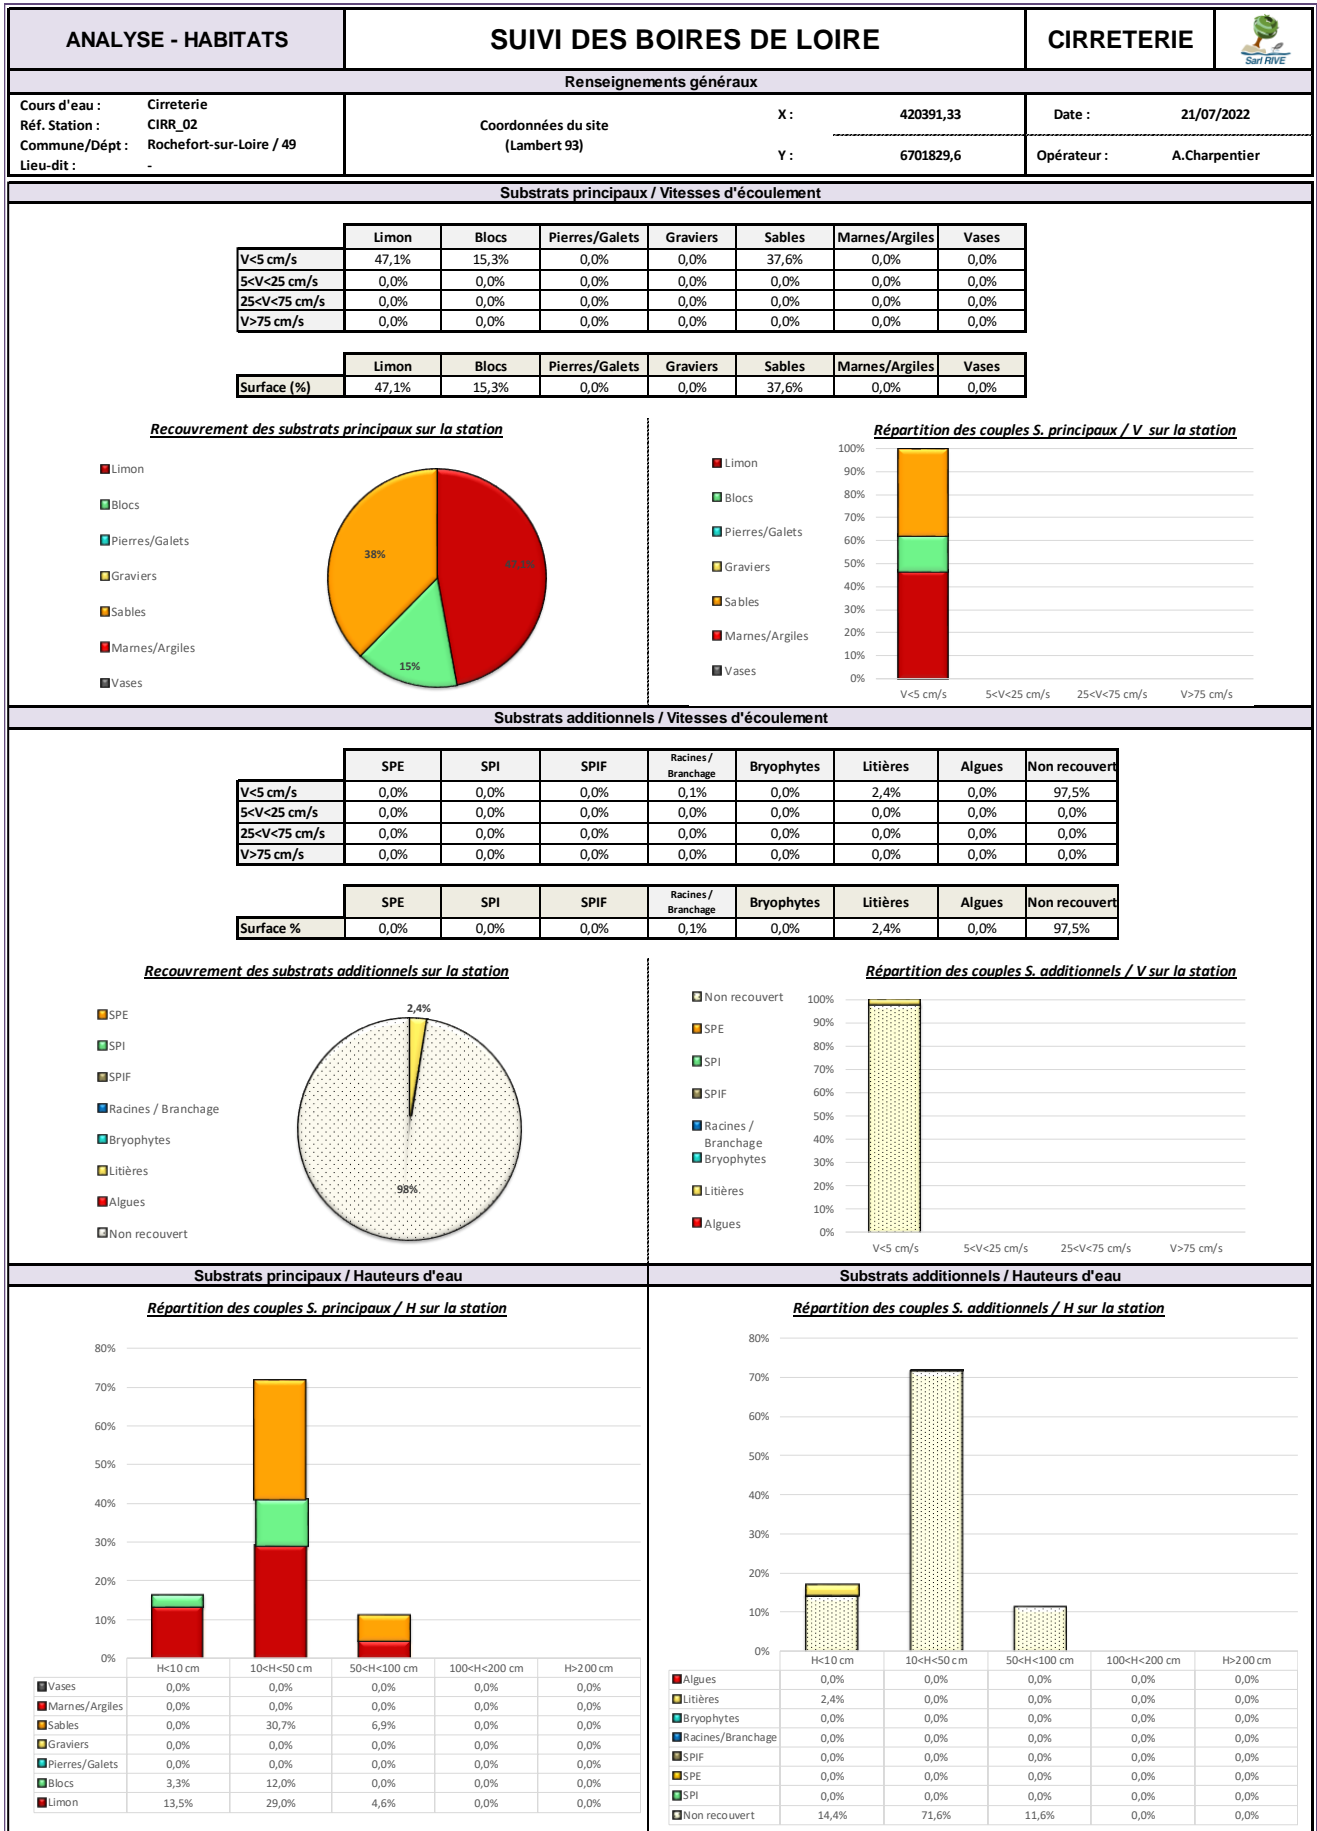 ANALYSE - HABITATS
SUIVI DES BOIRES DE LOIRE
CIRRETERIE
Sarl RIVE
Renseignements généraux
Cours d'eau : Cirreterie
Réf. Station : CIRR_02
Commune/Dépt : Rochefort-sur-Loire / 49
Lieu-dit : -
Coordonnées du site
(Lambert 93)
X : 420391,33
Y : 6701829,6
Date : 21/07/2022
Opérateur : A.Charpentier
Substrats principaux / Vitesses d'écoulement
Limon Blocs Pierres/Galets Graviers Sables Marnes/Argiles Vases
V<5 cm/s 47,1% 15,3% 0,0% 0,0% 37,6% 0,0% 0,0%
5<V<25 cm/s 0,0% 0,0% 0,0% 0,0% 0,0% 0,0% 0,0%
25<V<75 cm/s 0,0% 0,0% 0,0% 0,0% 0,0% 0,0% 0,0%
V>75 cm/s 0,0% 0,0% 0,0% 0,0% 0,0% 0,0% 0,0%
Limon Blocs Pierres/Galets Graviers Sables Marnes/Argiles Vases
Surface (%) 47,1% 15,3% 0,0% 0,0% 37,6% 0,0% 0,0%
Recouvrement des substrats principaux sur la station
Limon
Blocs
Pierres/Galets
Graviers
Sables
Marnes/Argiles
Vases
38%
15%
Répartition des couples S. principaux / V sur la station
Limon
Blocs
Pierres/Galets
Graviers
Sables
Marnes/Argiles
Vases
100%
90%
80%
70%
60%
50%
40%
30%
20%
10%
0%
V<5 cm/s 5<V<25 cm/s 25<V<75 cm/s V>75 cm/s
Substrats additionnels / Vitesses d'écoulement
SPE SPI SPIF Racines / Branchage Bryophytes Litières Algues Non recouvert
V<5 cm/s 0,0% 0,0% 0,0% 0,1% 0,0% 2,4% 0,0% 97,5%
5<V<25 cm/s 0,0% 0,0% 0,0% 0,0% 0,0% 0,0% 0,0% 0,0%
25<V<75 cm/s 0,0% 0,0% 0,0% 0,0% 0,0% 0,0% 0,0% 0,0%
V>75 cm/s 0,0% 0,0% 0,0% 0,0% 0,0% 0,0% 0,0% 0,0%
SPE SPI SPIF Racines / Branchage Bryophytes Litières Algues Non recouvert
Surface % 0,0% 0,0% 0,0% 0,1% 0,0% 2,4% 0,0% 97,5%
Recouvrement des substrats additionnels sur la station
SPE
SPI
SPIF
Racines / Branchage
Bryophytes
Litières
Algues
Non recouvert
2,4%
98%
Répartition des couples S. additionnels / V sur la station
Non recouvert
SPE
SPI
SPIF
Racines /
Branchage
Bryophytes
Litières
Algues
100%
90%
80%
70%
60%
50%
40%
30%
20%
10%
0%
V<5 cm/s 5<V<25 cm/s 25<V<75 cm/s V>75 cm/s
Substrats principaux / Hauteurs d'eau
Répartition des couples S. principaux / H sur la station
80%
70%
60%
50%
40%
30%
20%
10%
0%
H<10 cm 10<H<50 cm 50<H<100 cm 100<H<200 cm H>200 cm
Vases 0,0% 0,0% 0,0% 0,0% 0,0%
Marnes/Argiles 0,0% 0,0% 0,0% 0,0% 0,0%
Sables 0,0% 30,7% 6,9% 0,0% 0,0%
Graviers 0,0% 0,0% 0,0% 0,0% 0,0%
Pierres/Galets 0,0% 0,0% 0,0% 0,0% 0,0%
Blocs 3,3% 12,0% 0,0% 0,0% 0,0%
Limon 13,5% 29,0% 4,6% 0,0% 0,0%
Substrats additionnels / Hauteurs d'eau
Répartition des couples S. additionnels / H sur la station
80%
70%
60%
50%
40%
30%
20%
10%
0%
H<10 cm 10<H<50 cm 50<H<100 cm 100<H<200 cm H>200 cm
Algues 0,0% 0,0% 0,0% 0,0% 0,0%
Litières 2,4% 0,0% 0,0% 0,0% 0,0%
Bryophytes 0,0% 0,0% 0,0% 0,0% 0,0%
Racines/Branchage 0,0% 0,0% 0,0% 0,0% 0,0%
SPIF 0,0% 0,0% 0,0% 0,0% 0,0%
SPE 0,0% 0,0% 0,0% 0,0% 0,0%
SPI 0,0% 0,0% 0,0% 0,0% 0,0%
Non recouvert 14,4% 71,6% 11,6% 0,0% 0,0%